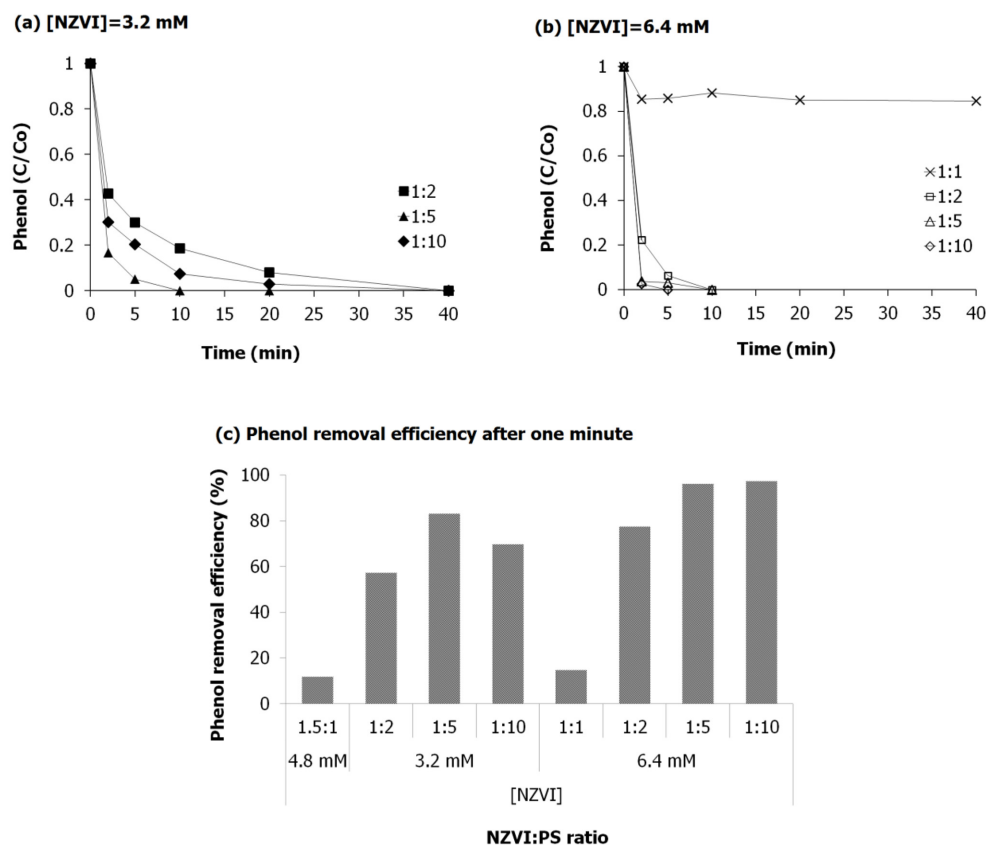 (a) [NZVI]=3.2 mM
Phenol (C/Co)
1
0.8
0.6
0.4
0.2
0
0 5 10 15 20 25 30 35 40
Time (min)
1:2
1:5
1:10
(b) [NZVI]=6.4 mM
Phenol (C/Co)
1
0.8
0.6
0.4
0.2
0
0 5 10 15 20 25 30 35 40
Time (min)
1:1
1:2
1:5
1:10
(c) Phenol removal efficiency after one minute
Phenol removal efficiency (%)
100
80
60
40
20
0
1.5:1 1:2 1:5 1:10 1:1 1:2 1:5 1:10
4.8 mM 3.2 mM 6.4 mM
[NZVI]
NZVI:PS ratio